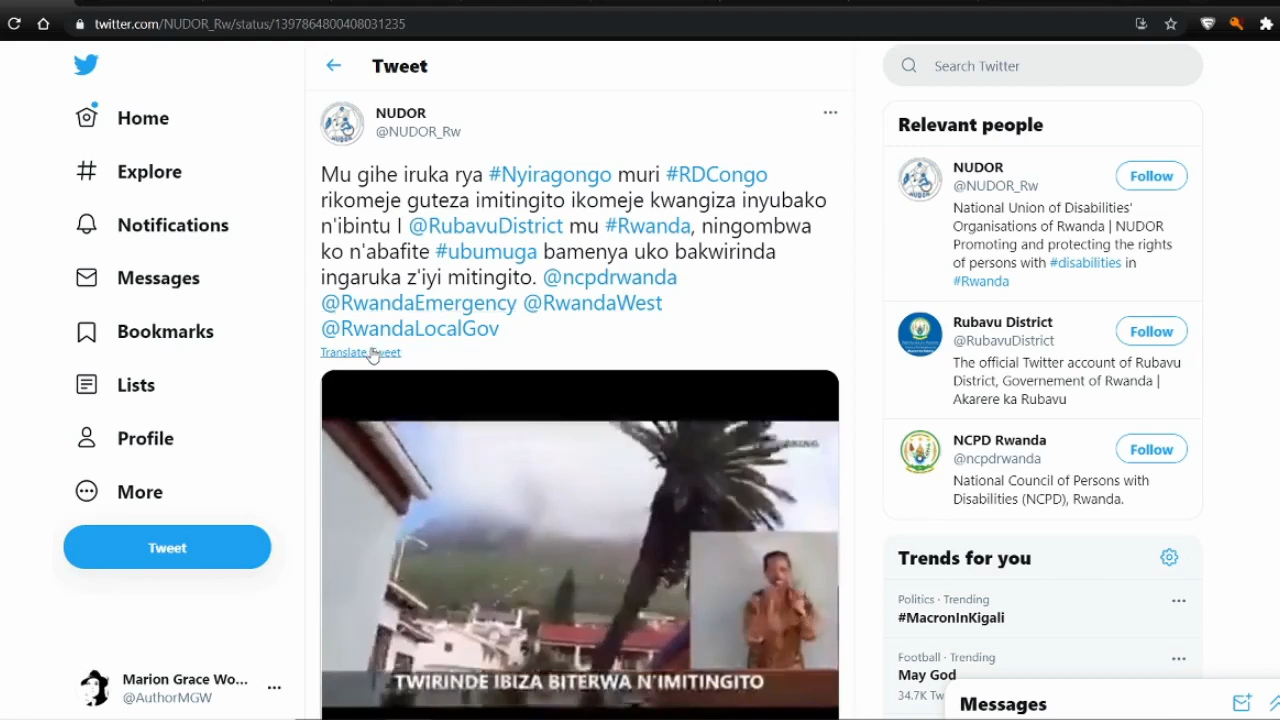 twitter.com/NUDOR_Rw/status/1397864800408031235
Home
Explore
Notifications
Messages
Bookmarks
Lists
Profile
More
Tweet
Marion Grace Wo...
@AuthorMGW
Tweet
NUDOR
@NUDOR_Rw
Mu gihe iruka rya #Nyiragongo muri #RDCongo
rikomeje guteza imitingito ikomeje kwangiza inyubako
n'ibintu I @RubavuDistrict mu #Rwanda, ningombwa
ko n'abafite #ubumuga bamenya uko bakwirinda
ingaruka z'iyi mitingito. @ncpdrwanda
@RwandaEmergency @RwandaWest
@RwandaLocalGov
Translate Tweet
TWIRINDE IBIZA BITERWA N'IMITINGITO
Search Twitter
Relevant people
NUDOR
@NUDOR_Rw
Follow
National Union of Disabilities'
Organisations of Rwanda | NUDOR
Promoting and protecting the rights
of persons with #disabilities in
#Rwanda
Rubavu District
@RubavuDistrict
Follow
The official Twitter account of Rubavu
District, Governement of Rwanda |
Akarere ka Rubavu
NCPD Rwanda
@ncpdrwanda
Follow
National Council of Persons with
Disabilities (NCPD), Rwanda.
Trends for you
Politics · Trending
#MacronInKigali
Football · Trending
May God
34.7K Tw
Messages